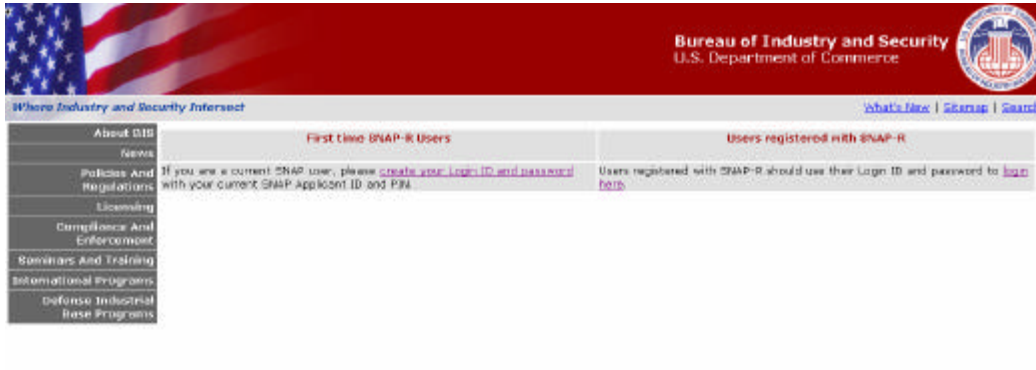 Bureau of Industry and Security
U.S. Department of Commerce
Where Industry and Security Intersect
What's New | Sitemap | Search
About BIS
News
Policies And
Regulations
Licensing
Compliance And
Enforcement
Seminars And Training
International Programs
Defense Industrial
Base Programs
First time SNAP-R Users
If you are a current SNAP user, please create your Login ID and password
with your current SNAP Applicant ID and PIN.
Users registered with SNAP-R
Users registered with SNAP-R should use their Login ID and password to login
here.